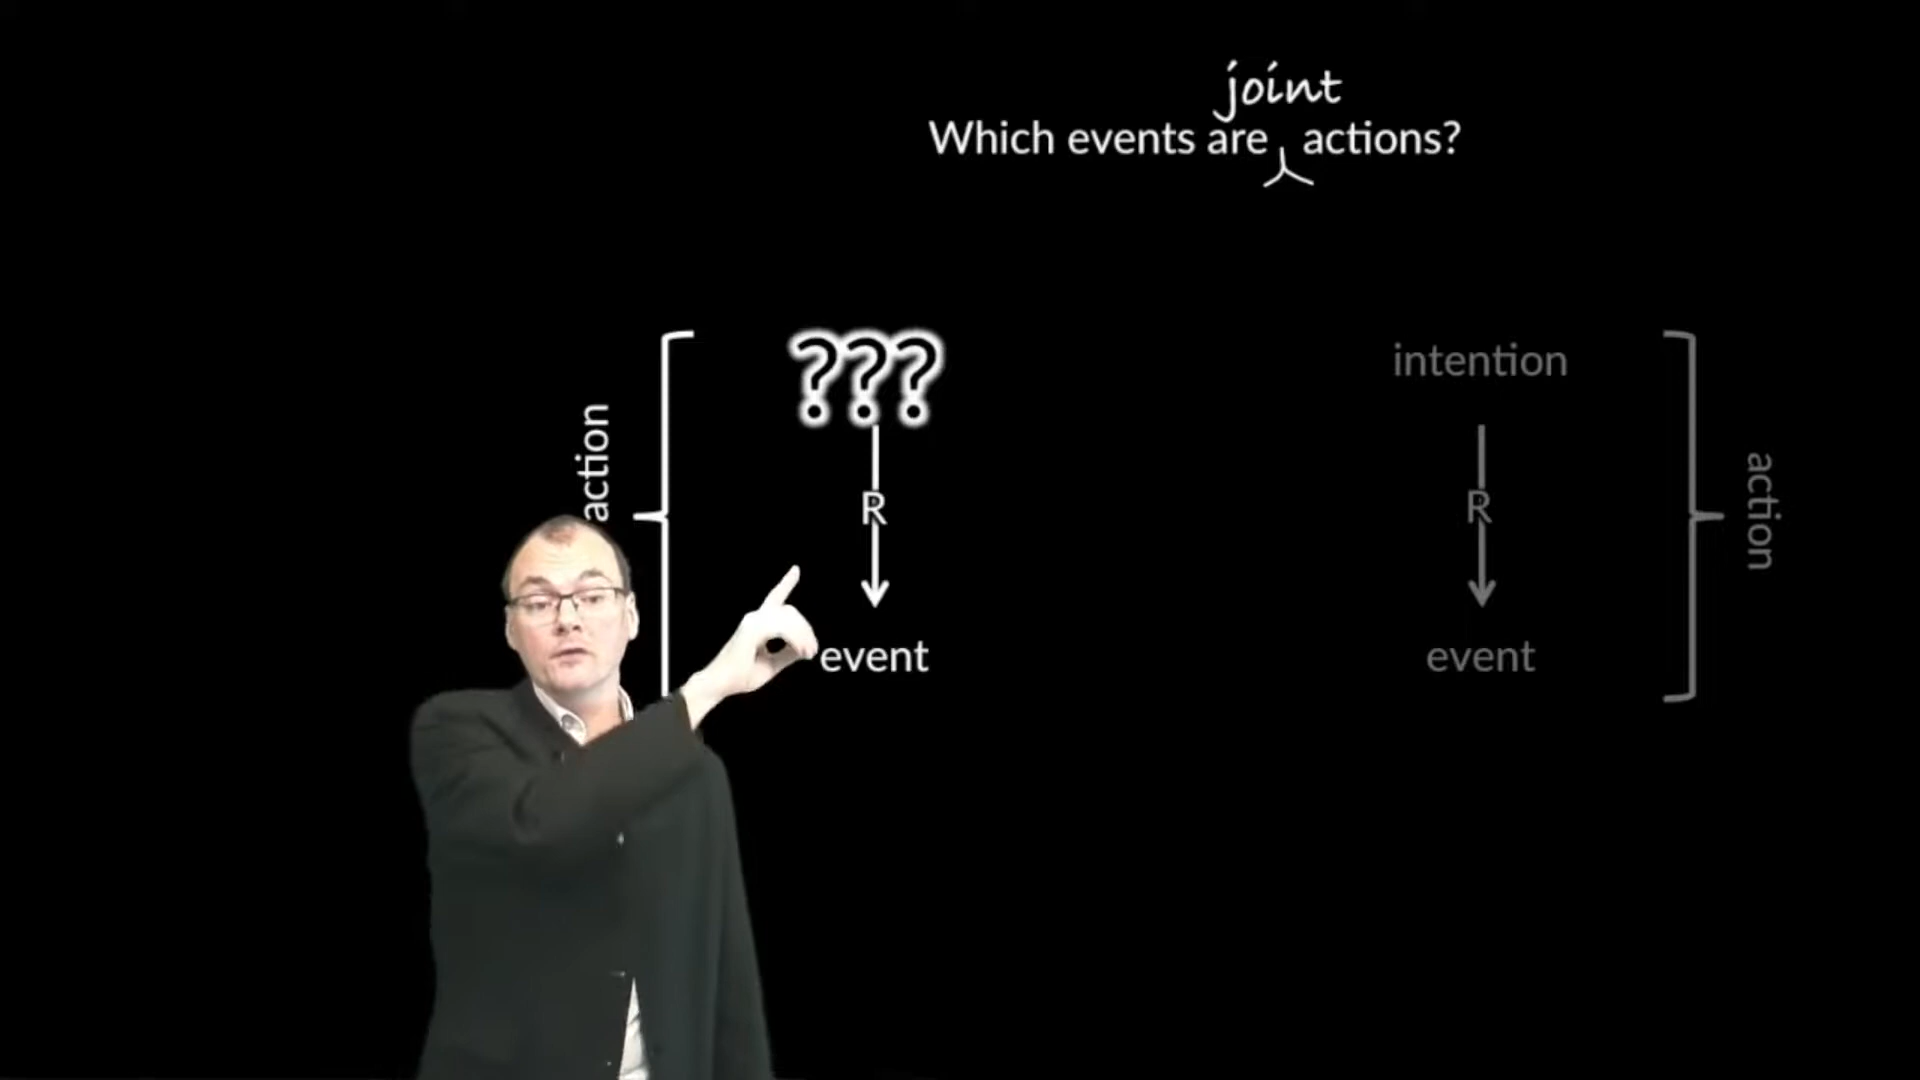 joint
Which events are actions?
???
R
event
action
intention
R
event
action